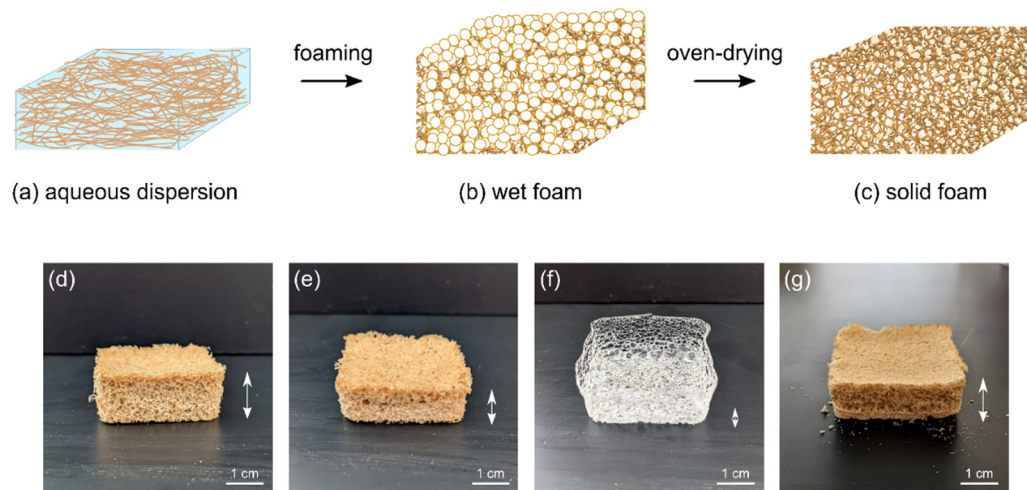 foaming
oven-drying
(a) aqueous dispersion
(b) wet foam
(c) solid foam
(d)
(e)
(f)
(g)
1 cm
1 cm
1 cm
1 cm